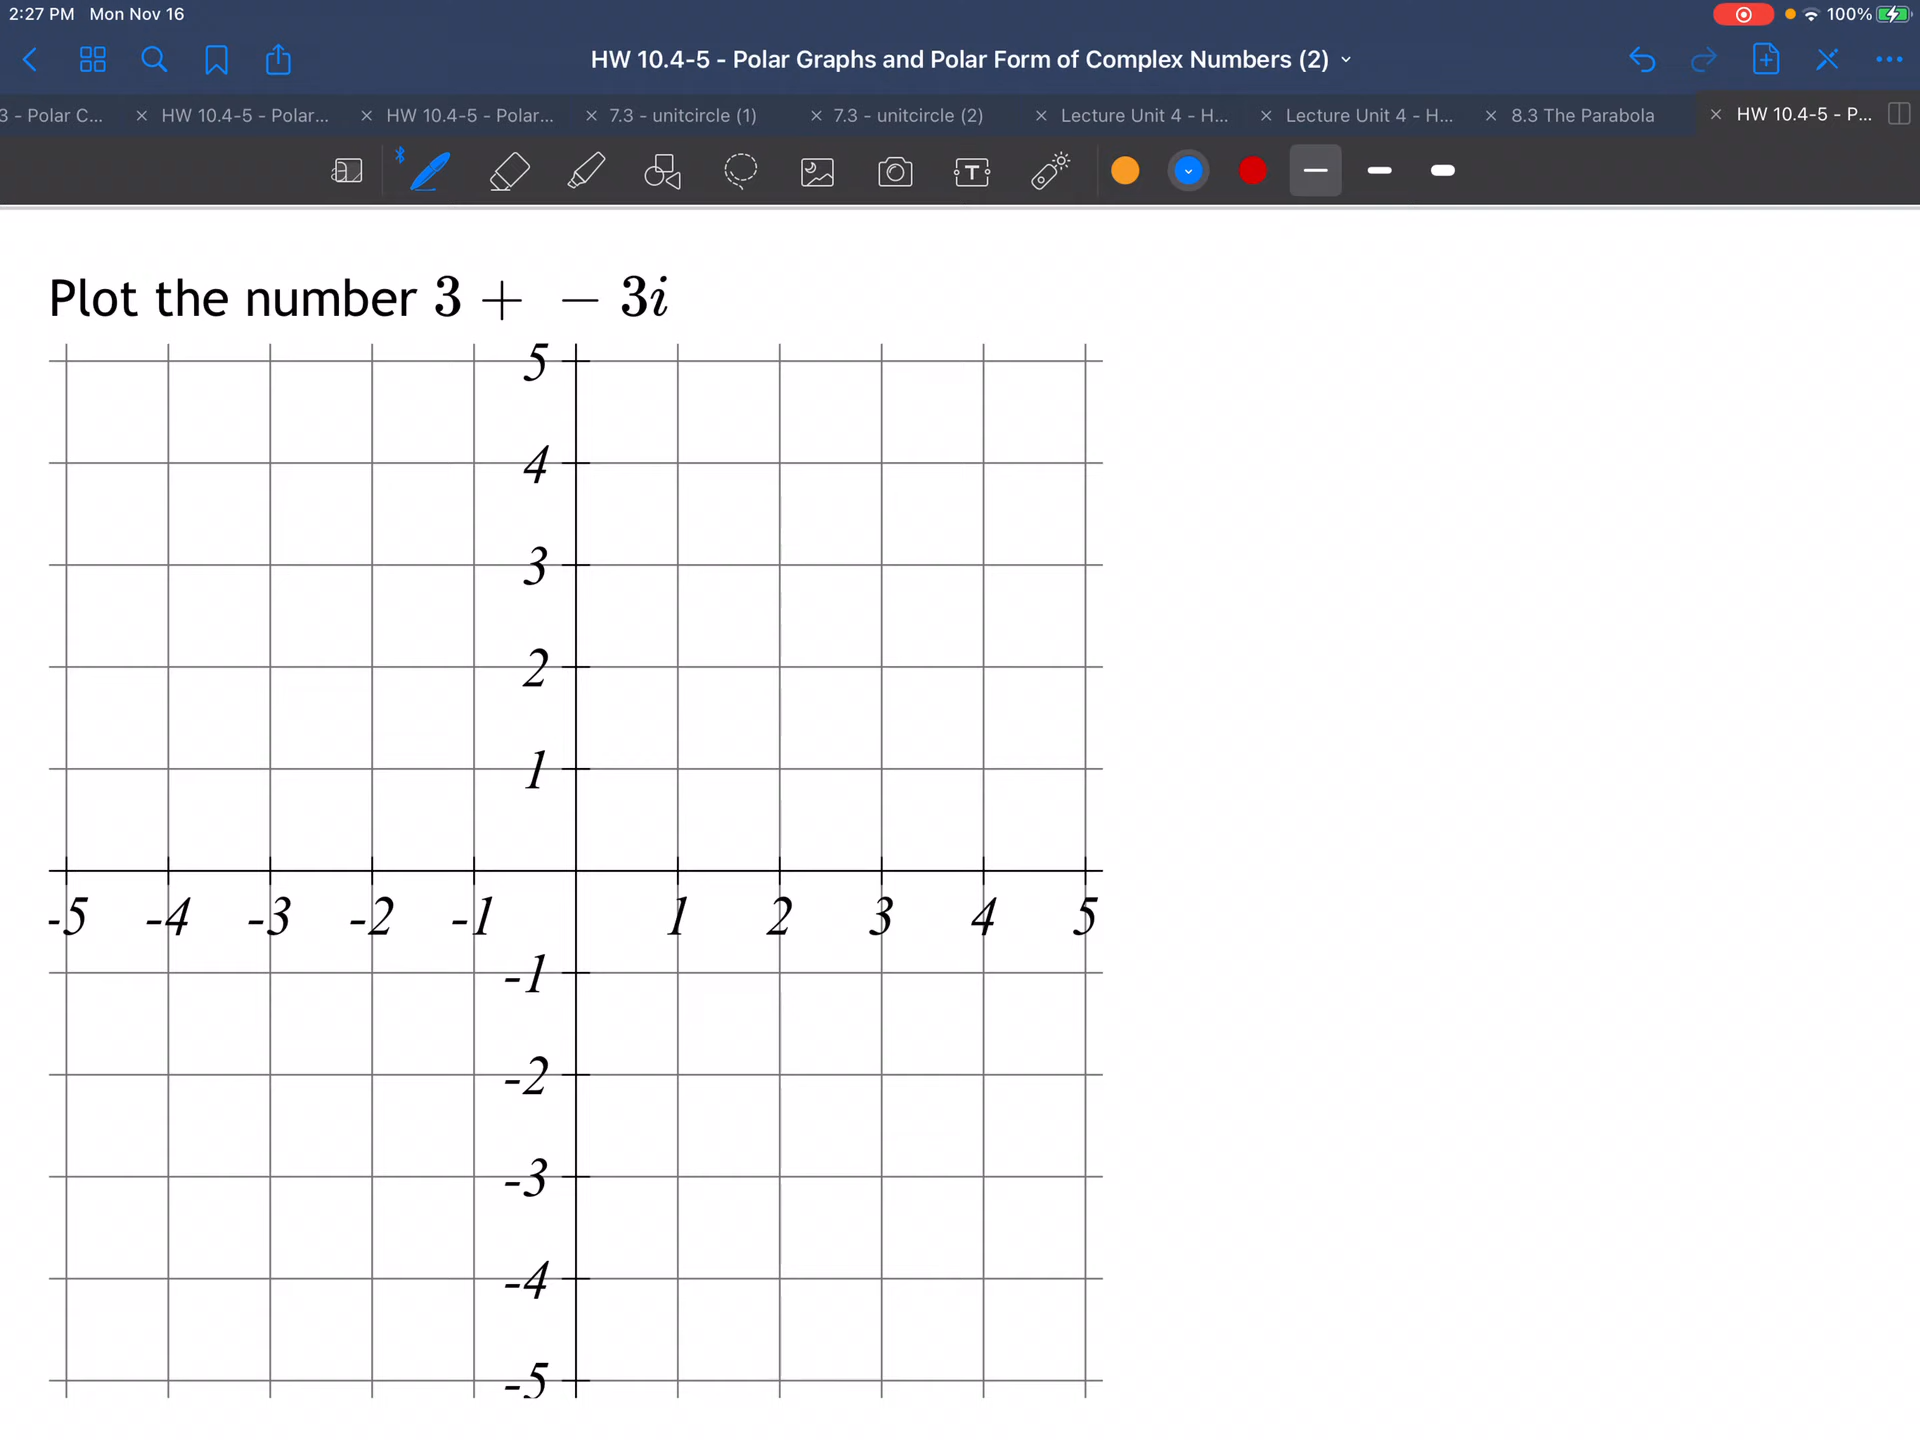 2:27 PM Mon Nov 16
100%
HW 10.4-5 - Polar Graphs and Polar Form of Complex Numbers (2)
3 - Polar C... HW 10.4-5 - Polar... HW 10.4-5 - Polar... 7.3 - unitcircle (1) 7.3 - unitcircle (2) Lecture Unit 4 - H... Lecture Unit 4 - H... 8.3 The Parabola HW 10.4-5 - P...
Plot the number 3 + − 3i
5
4
3
2
1
-5 -4 -3 -2 -1 1 2 3 4 5
-1
-2
-3
-4
-5